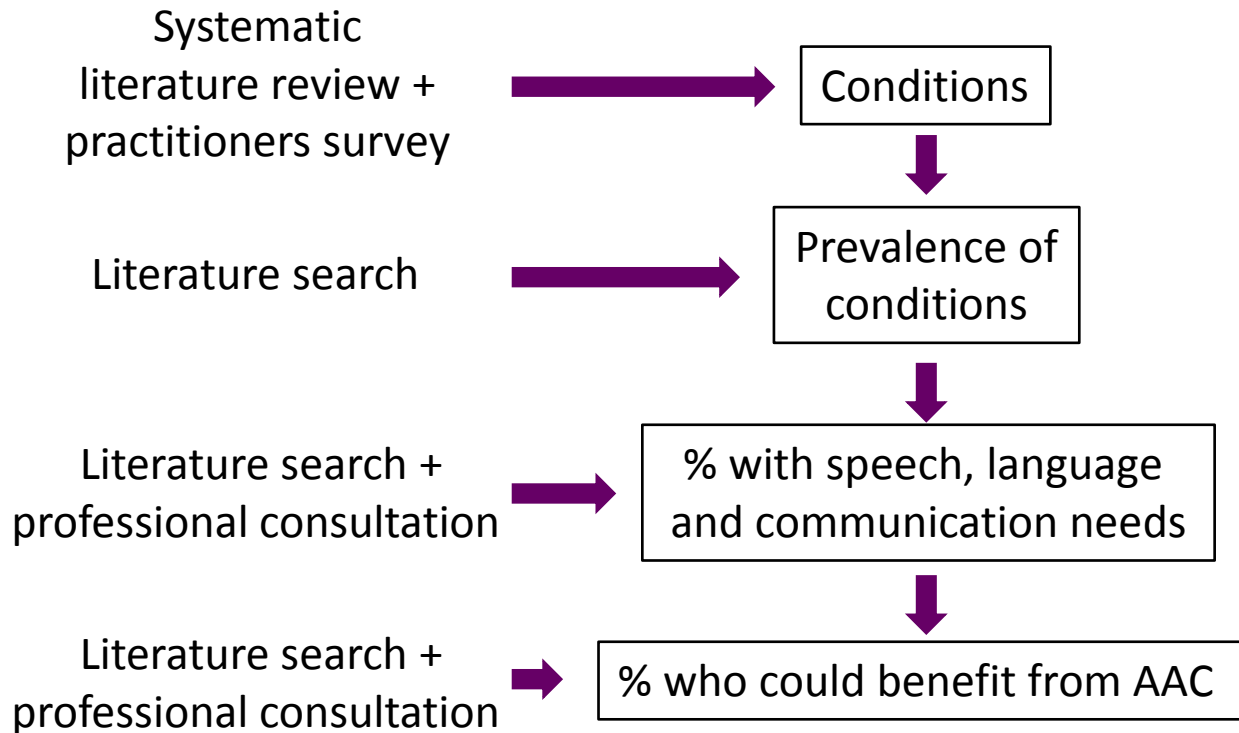 Systematic
literature review +
practitioners survey
Conditions
Literature search
Prevalence of
conditions
Literature search +
professional consultation
% with speech, language
and communication needs
Literature search +
professional consultation
% who could benefit from AAC